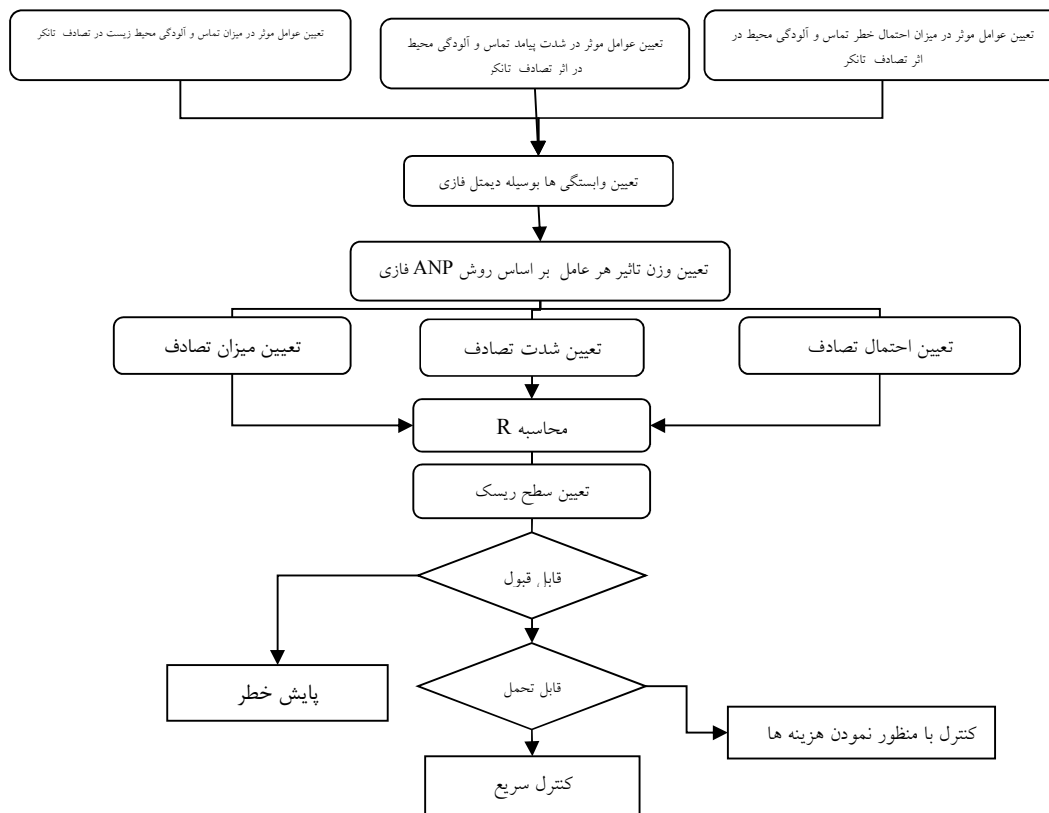 تعیین عوامل موثر در میزان احتمال خطر تماس و آلودگی محیط در
اثر تصادف تانکر
تعیین عوامل موثر در شدت پیامد تماس و آلودگی محیط
در اثر تصادف تانکر
تعیین عوامل موثر در میزان تماس و آلودگی محیط زیست در تصادف تانکر
تعیین وابستگی ها بوسیله دیمتل فازی
تعیین وزن تاثیر هر عامل بر اساس روش ANP فازی
تعیین احتمال تصادف
تعیین شدت تصادف
تعیین میزان تصادف
محاسبه R
تعیین سطح ریسک
قابل قبول
پایش خطر
قابل تحمل
کنترل با منظور نمودن هزینه ها
کنترل سریع